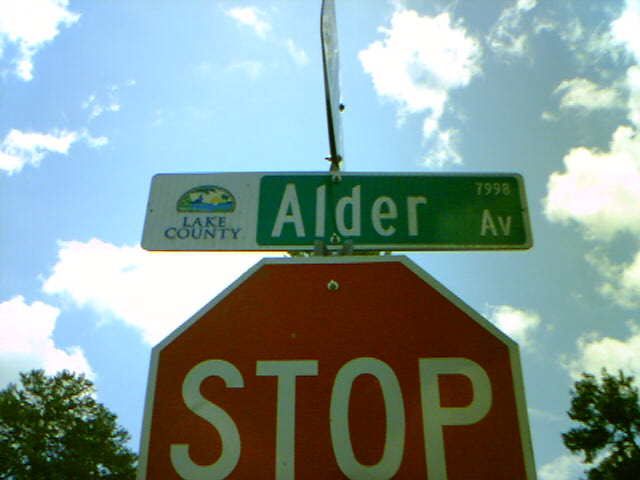 LAKE
COUNTY
Alder
7998
Av
STOP